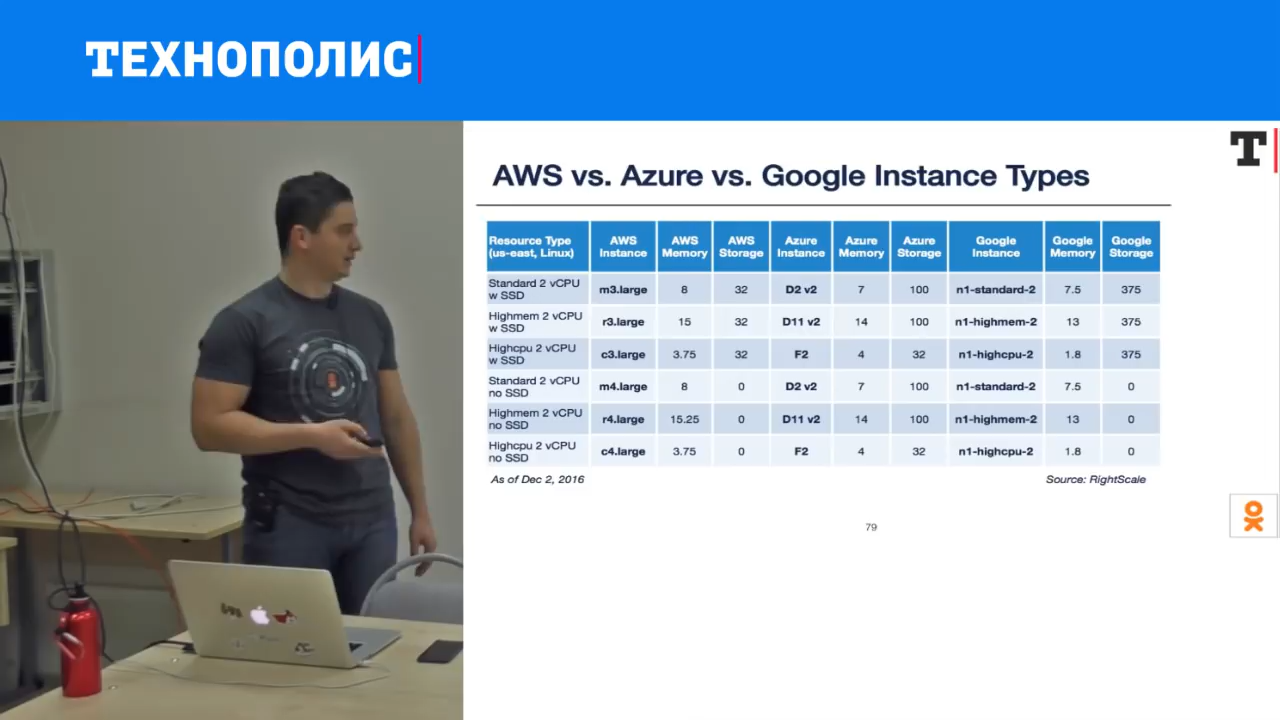 ТЕХНОПОЛИС
T
AWS vs. Azure vs. Google Instance Types
Resource Type (us-east, Linux) AWS Instance AWS Memory AWS Storage Azure Instance Azure Memory Azure Storage Google Instance Google Memory Google Storage
Standard 2 vCPU w SSD m3.large 8 32 D2 v2 7 100 n1-standard-2 7.5 375
Highmem 2 vCPU w SSD r3.large 15 32 D11 v2 14 100 n1-highmem-2 13 375
Highcpu 2 vCPU w SSD c3.large 3.75 32 F2 4 32 n1-highcpu-2 1.8 375
Standard 2 vCPU no SSD m4.large 8 0 D2 v2 7 100 n1-standard-2 7.5 0
Highmem 2 vCPU no SSD r4.large 15.25 0 D11 v2 14 100 n1-highmem-2 13 0
Highcpu 2 vCPU no SSD c4.large 3.75 0 F2 4 32 n1-highcpu-2 1.8 0
As of Dec 2, 2016 Source: RightScale
79